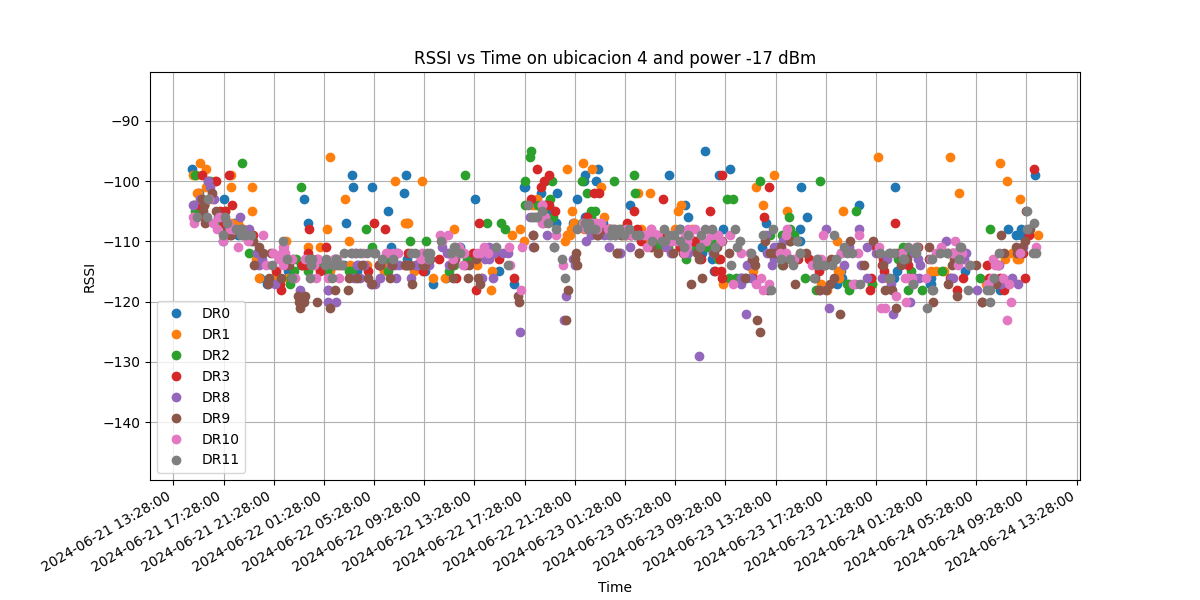 RSSI vs Time on ubicacion 4 and power -17 dBm
RSSI
−90
−100
−110
−120
−130
−140
DR0
DR1
DR2
DR3
DR8
DR9
DR10
DR11
2024-06-21 13:28:00
2024-06-21 17:28:00
2024-06-21 21:28:00
2024-06-22 01:28:00
2024-06-22 05:28:00
2024-06-22 09:28:00
2024-06-22 13:28:00
2024-06-22 17:28:00
2024-06-22 21:28:00
2024-06-23 01:28:00
2024-06-23 05:28:00
2024-06-23 09:28:00
2024-06-23 13:28:00
2024-06-23 17:28:00
2024-06-23 21:28:00
2024-06-24 01:28:00
2024-06-24 05:28:00
2024-06-24 09:28:00
2024-06-24 13:28:00
Time